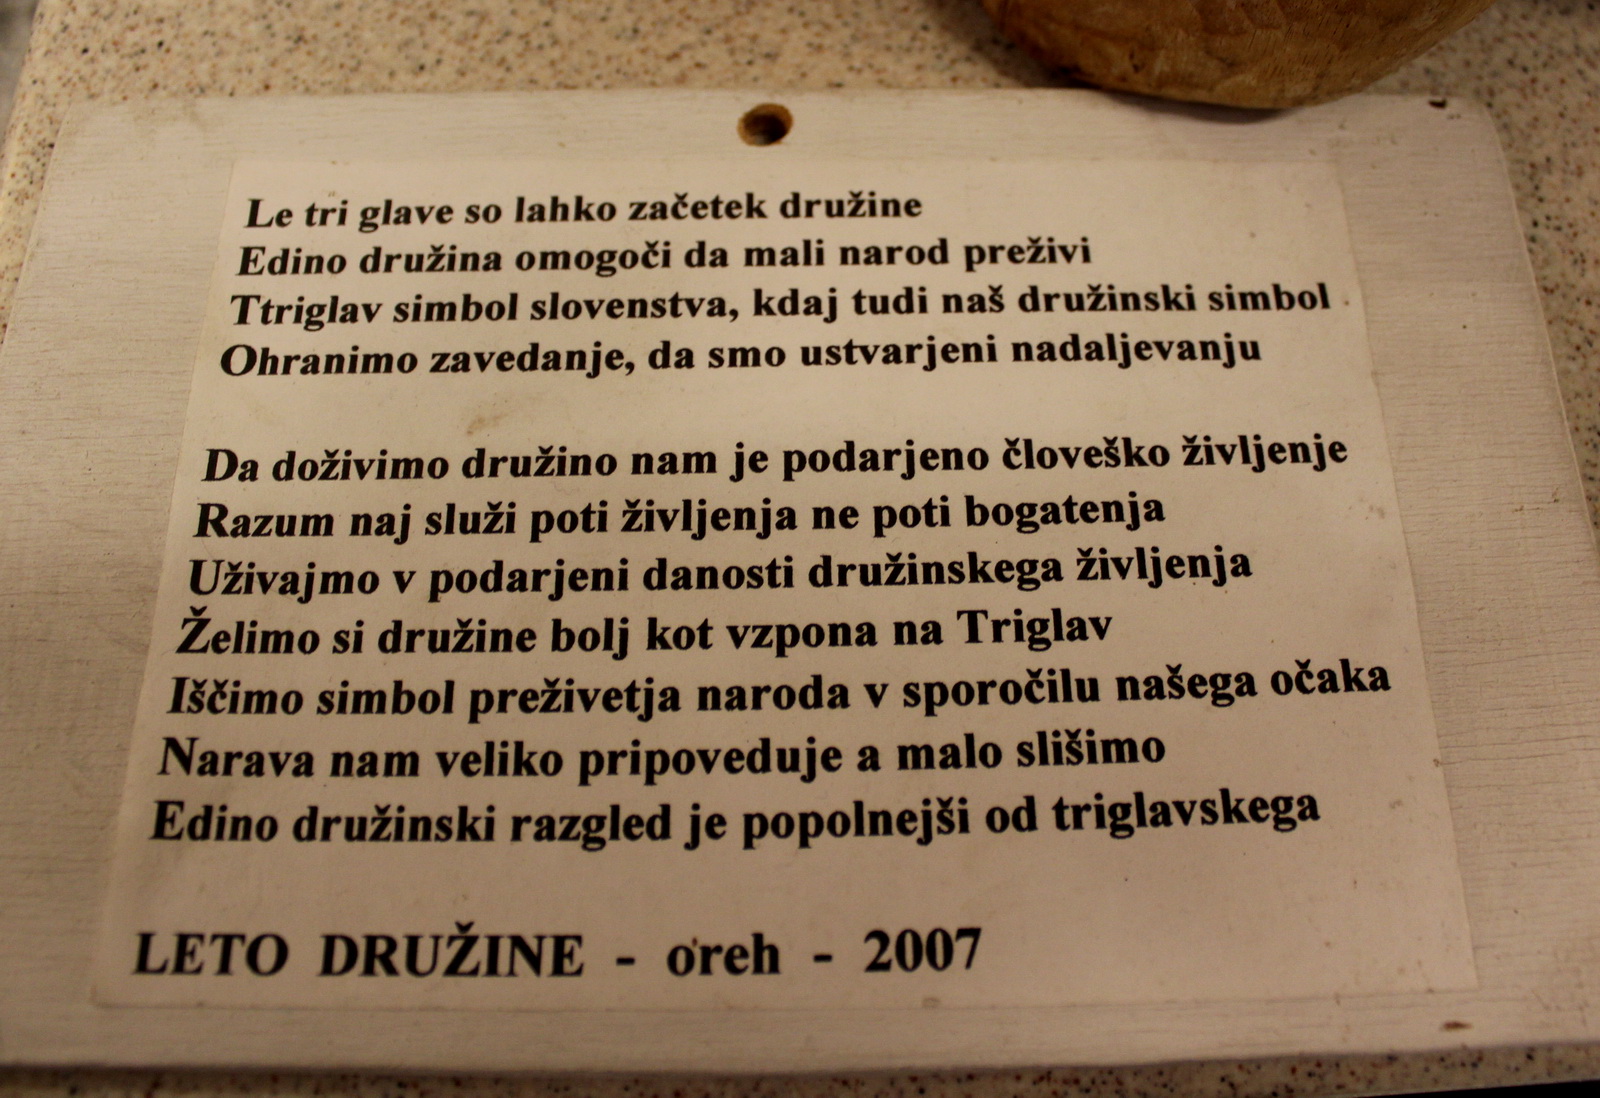 Le tri glave so lahko začetek družine
Edino družina omogoči da mali narod preživi
Ttriglav simbol slovenstva, kdaj tudi naš družinski simbol
Ohranimo zavedanje, da smo ustvarjeni nadaljevanju
Da doživimo družino nam je podarjeno človeško življenje
Razum naj služi poti življenja ne poti bogatenja
Uživajmo v podarjeni danosti družinskega življenja
Želimo si družine bolj kot vzpona na Triglav
Iščimo simbol preživetja naroda v sporočilu našega očaka
Narava nam veliko pripoveduje a malo slišimo
Edino družinski razgled je popolnejši od triglavskega
LETO DRUŽINE - oreh - 2007